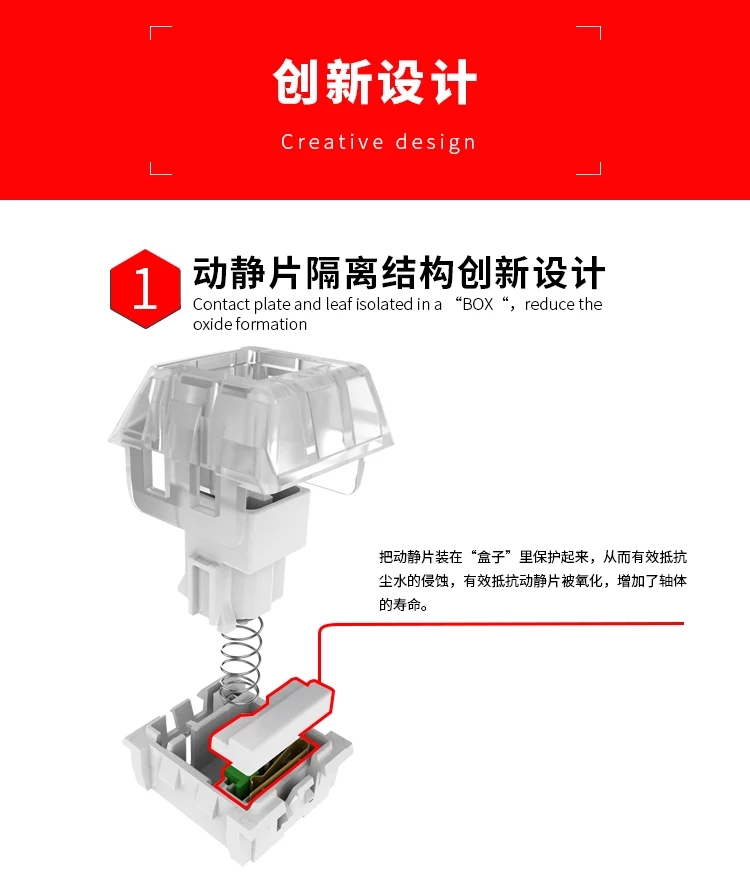 创新设计
Creative design
1
动静片隔离结构创新设计
Contact plate and leaf isolated in a “BOX“, reduce the
oxide formation
把动静片装在“盒子”里保护起来，从而有效抵抗
尘水的侵蚀，有效抵抗动静片被氧化，增加了轴体
的寿命。